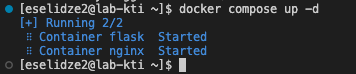 [eselidze2@lab-kti ]$ docker compose up -d
[+] Running 2/2
⠿ Container flask  Started
⠿ Container nginx  Started
[eselidze2@lab-kti ]$